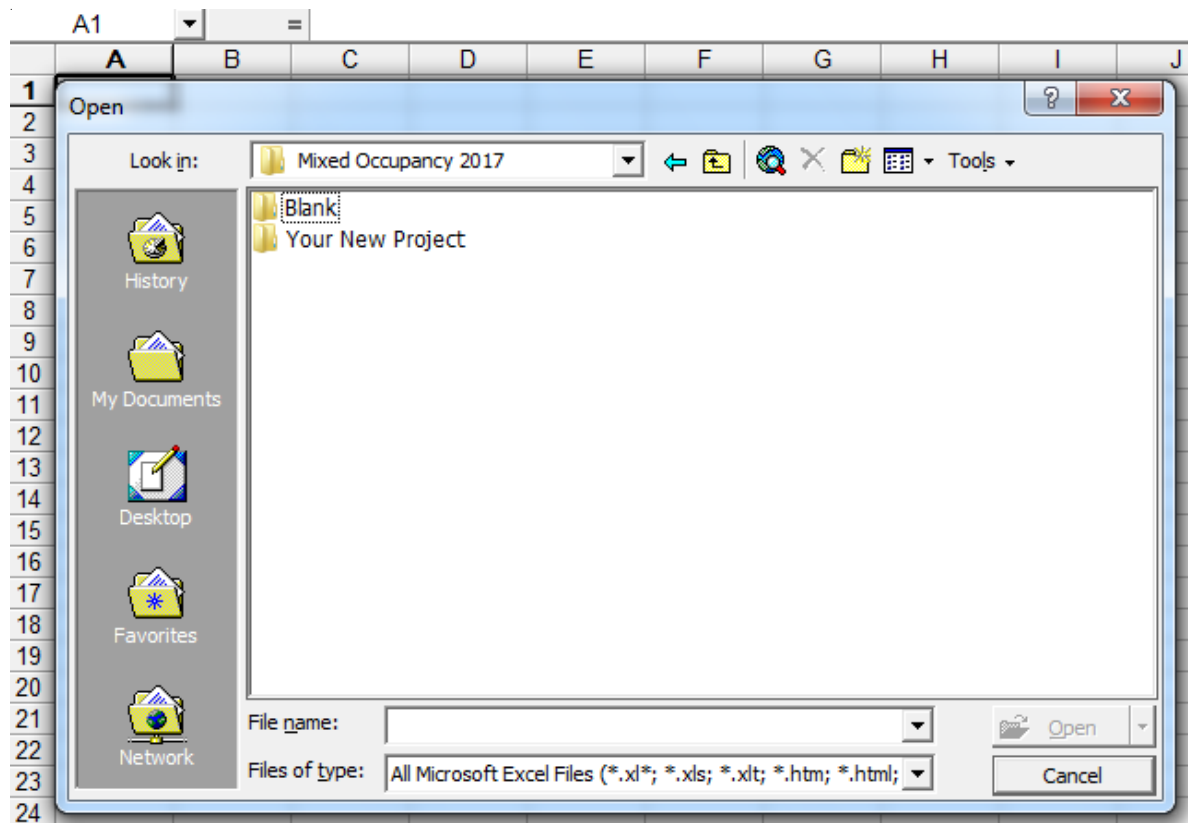 A1 =
A B C D E F G H I J
1
Open
2
3
Look in: Mixed Occupancy 2017 Tools
4
Blank
5
Your New Project
6
7
History
8
9
10
My Documents
11
12
13
14
Desktop
15
16
17
18
Favorites
19
20
21
File name: Open
22
Network
Files of type: All Microsoft Excel Files (*.xl*; *.xls; *.xlt; *.htm; *.html; Cancel
23
24